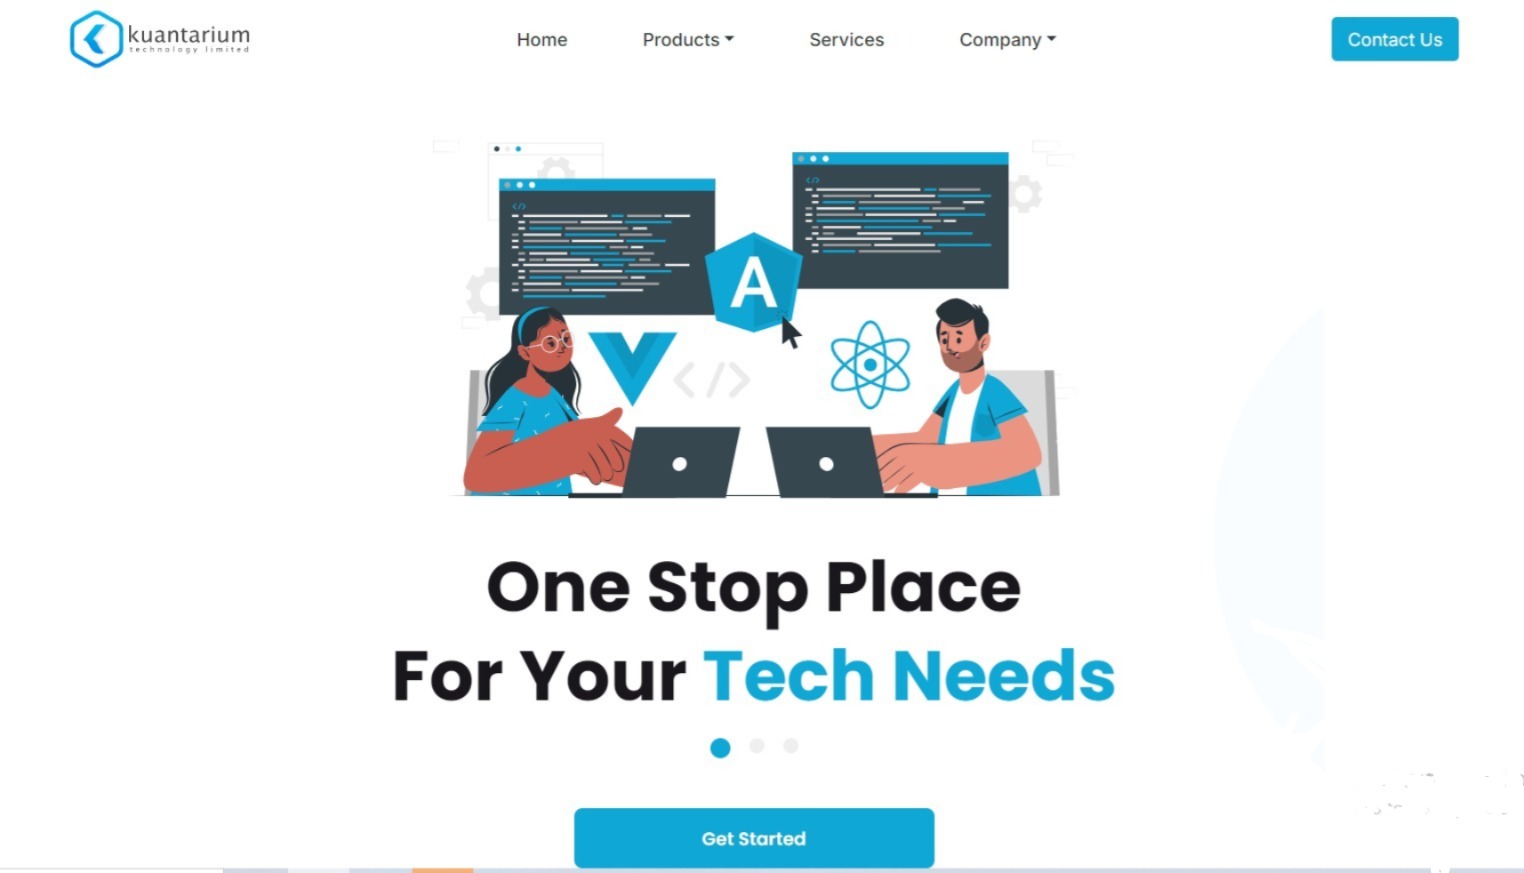 kuantarium
technology limited
Home
Products
Services
Company
Contact Us
</>
</>
A
</>
One Stop Place
For Your Tech Needs
Get Started